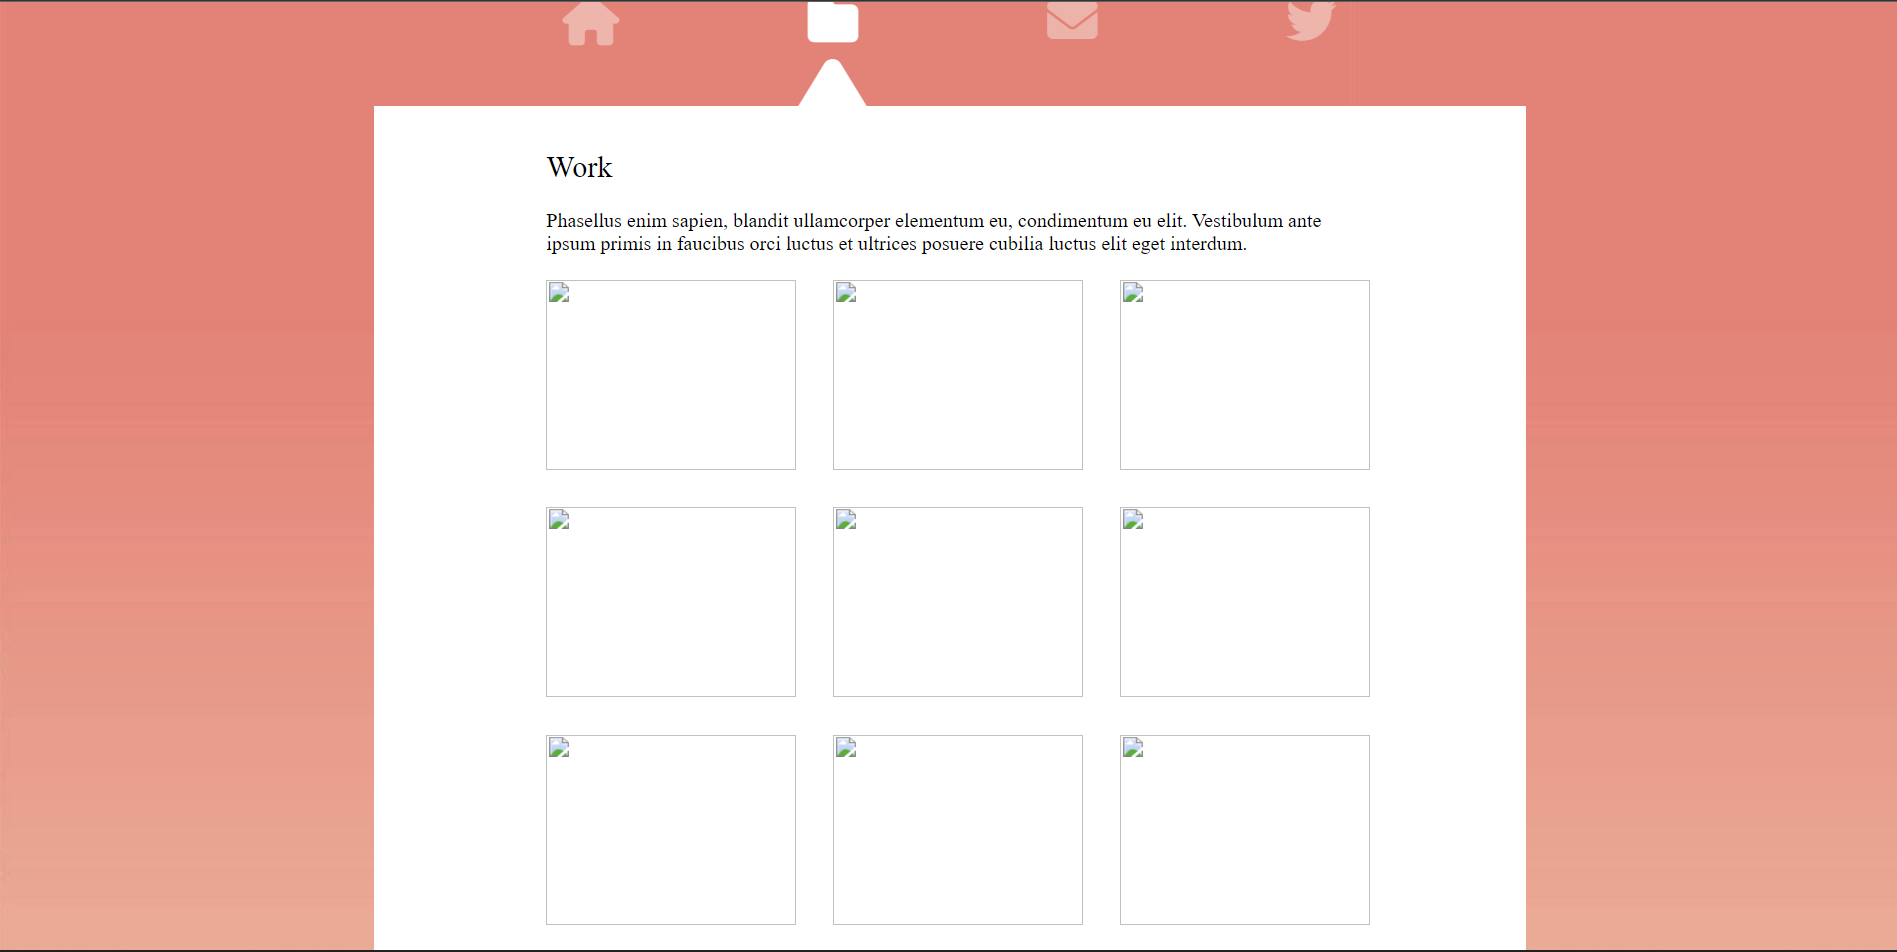 Work
Phasellus enim sapien, blandit ullamcorper elementum eu, condimentum eu elit. Vestibulum ante
ipsum primis in faucibus orci luctus et ultrices posuere cubilia luctus elit eget interdum.